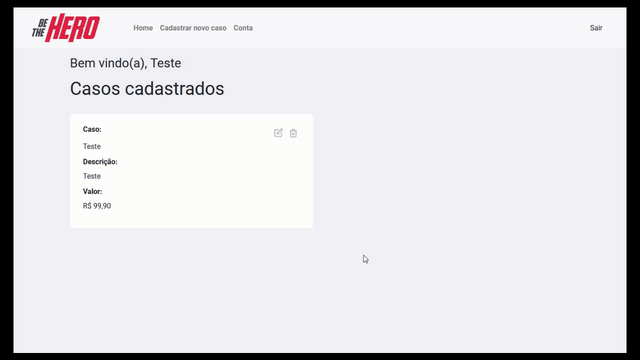 BE THE HERO
Home Cadastrar novo caso Conta Sair
Bem vindo(a), Teste
Casos cadastrados
Caso:
Teste
Descrição:
Teste
Valor:
R$ 99,90